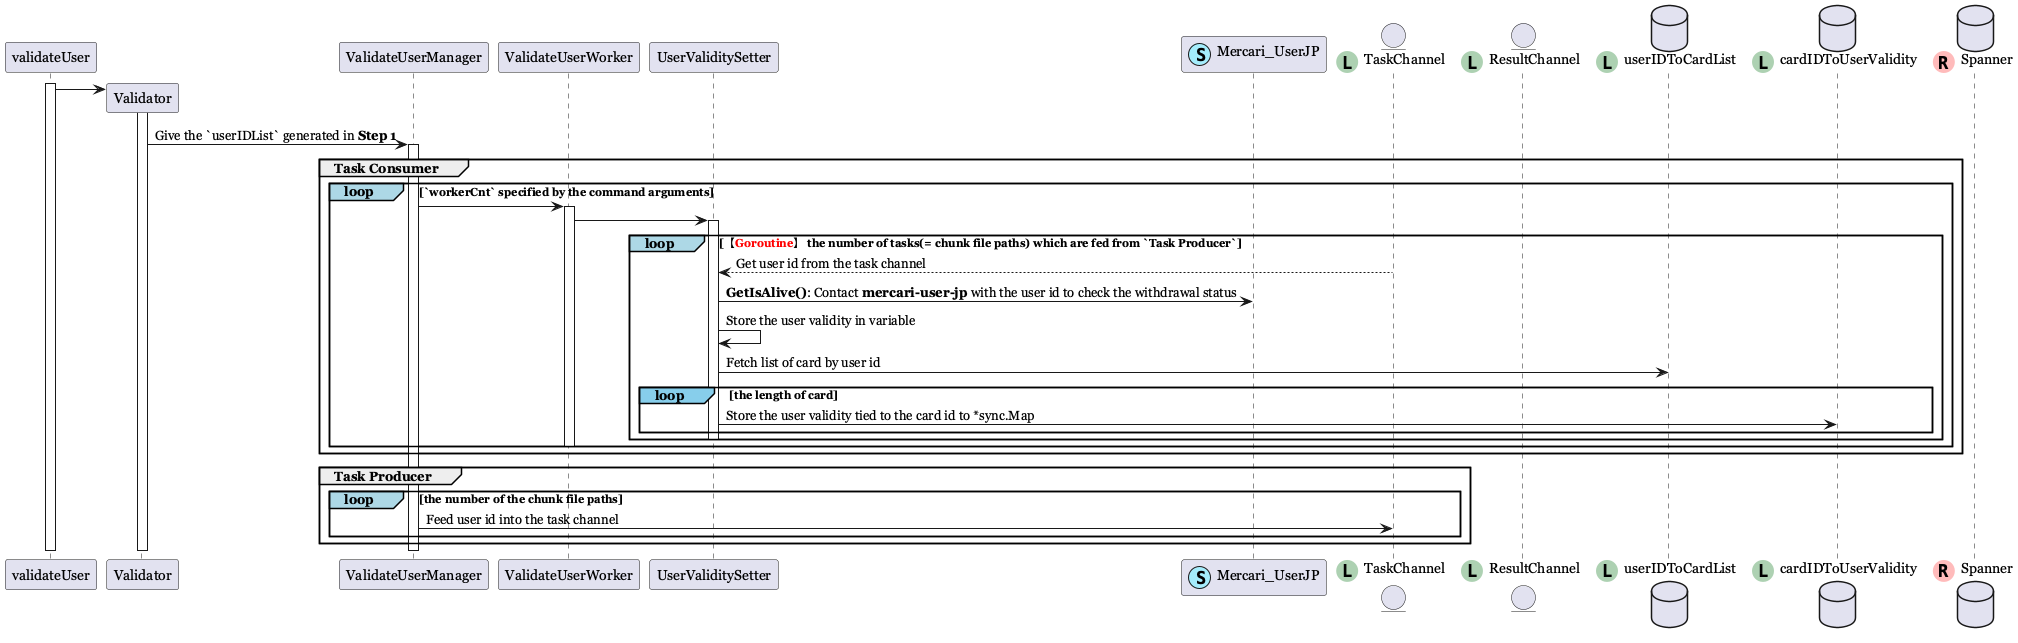 validateUser
ValidateUserManager
ValidateUserWorker
UserValiditySetter
S Mercari_UserJP
L TaskChannel
L ResultChannel
L userIDToCardList
L cardIDToUserValidity
R Spanner
Validator
Give the `userIDList` generated in Step 1
Task Consumer
loop [`workerCnt` specified by the command arguments]
loop [【Goroutine】 the number of tasks(= chunk file paths) which are fed from `Task Producer`]
Get user id from the task channel
GetIsAlive(): Contact mercari-user-jp with the user id to check the withdrawal status
Store the user validity in variable
Fetch list of card by user id
loop [the length of card]
Store the user validity tied to the card id to *sync.Map
Task Producer
loop [the number of the chunk file paths]
Feed user id into the task channel
validateUser
Validator
ValidateUserManager
ValidateUserWorker
UserValiditySetter
S Mercari_UserJP
L TaskChannel
L ResultChannel
L userIDToCardList
L cardIDToUserValidity
R Spanner